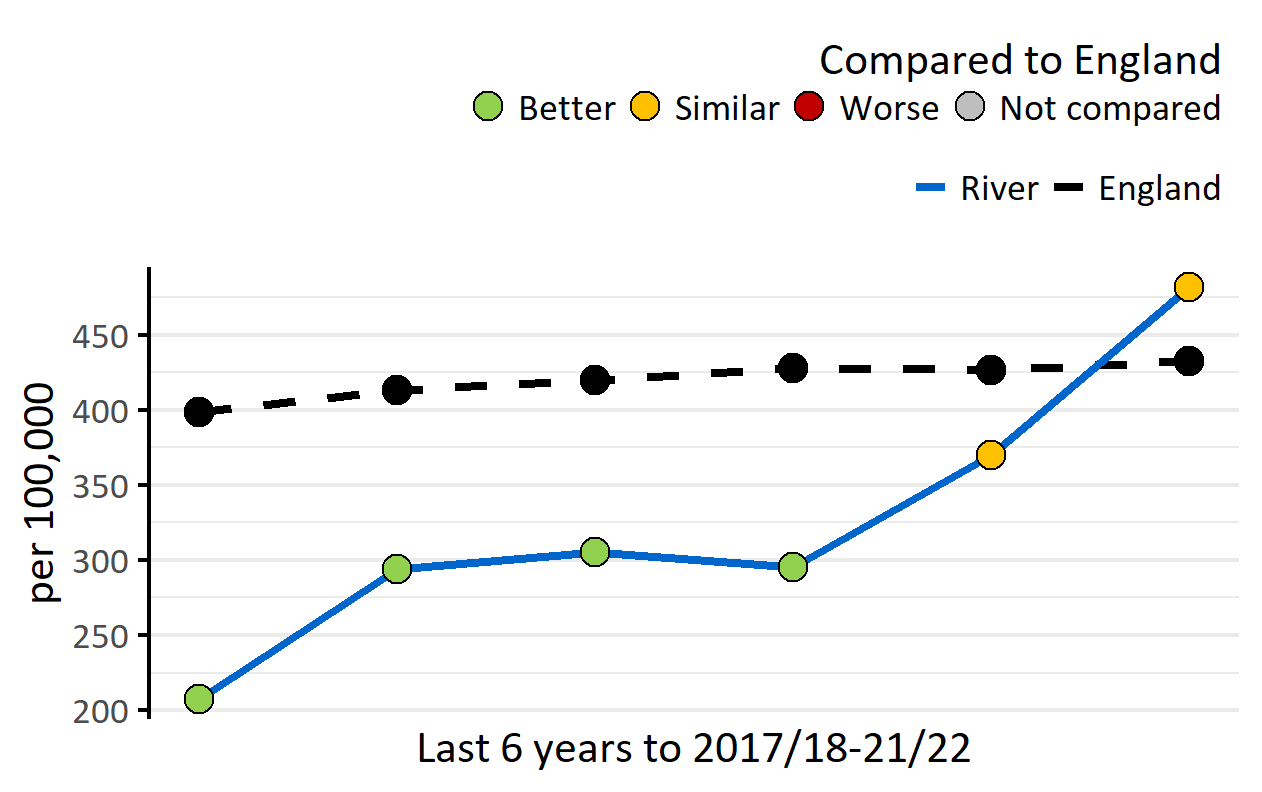 Compared to England
Better Similar Worse Not compared
River England
450
400
350
300
250
200
per 100,000
Last 6 years to 2017/18-21/22